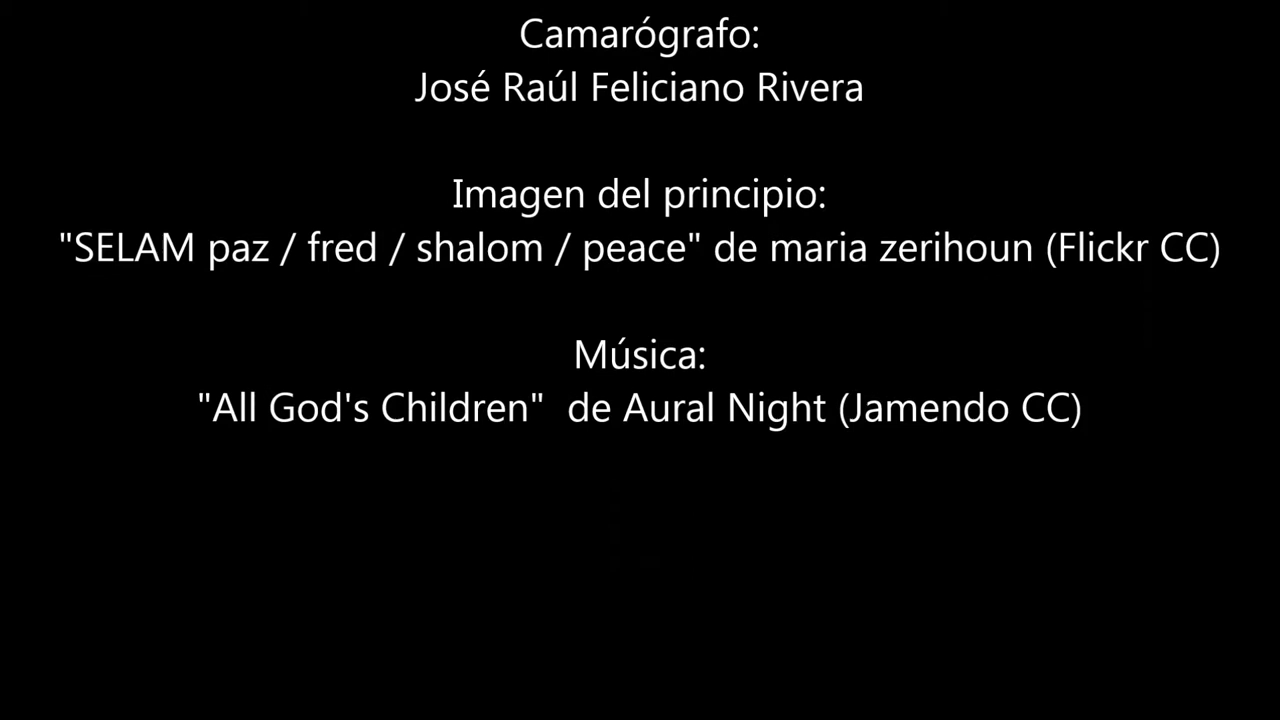 Camarógrafo:
José Raúl Feliciano Rivera
Imagen del principio:
"SELAM paz / fred / shalom / peace" de maria zerihoun (Flickr CC)
Música:
"All God's Children"  de Aural Night (Jamendo CC)